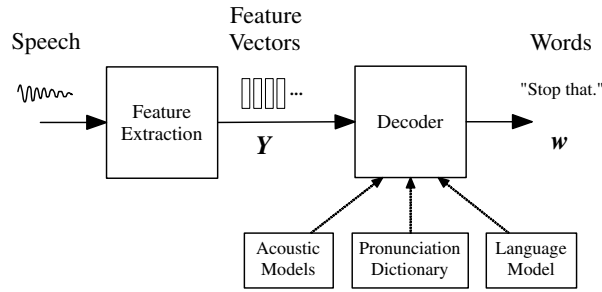 Speech
Feature
Vectors
Words
Feature
Extraction
...
Y
Decoder
"Stop that."
w
Acoustic
Models
Pronunciation
Dictionary
Language
Model